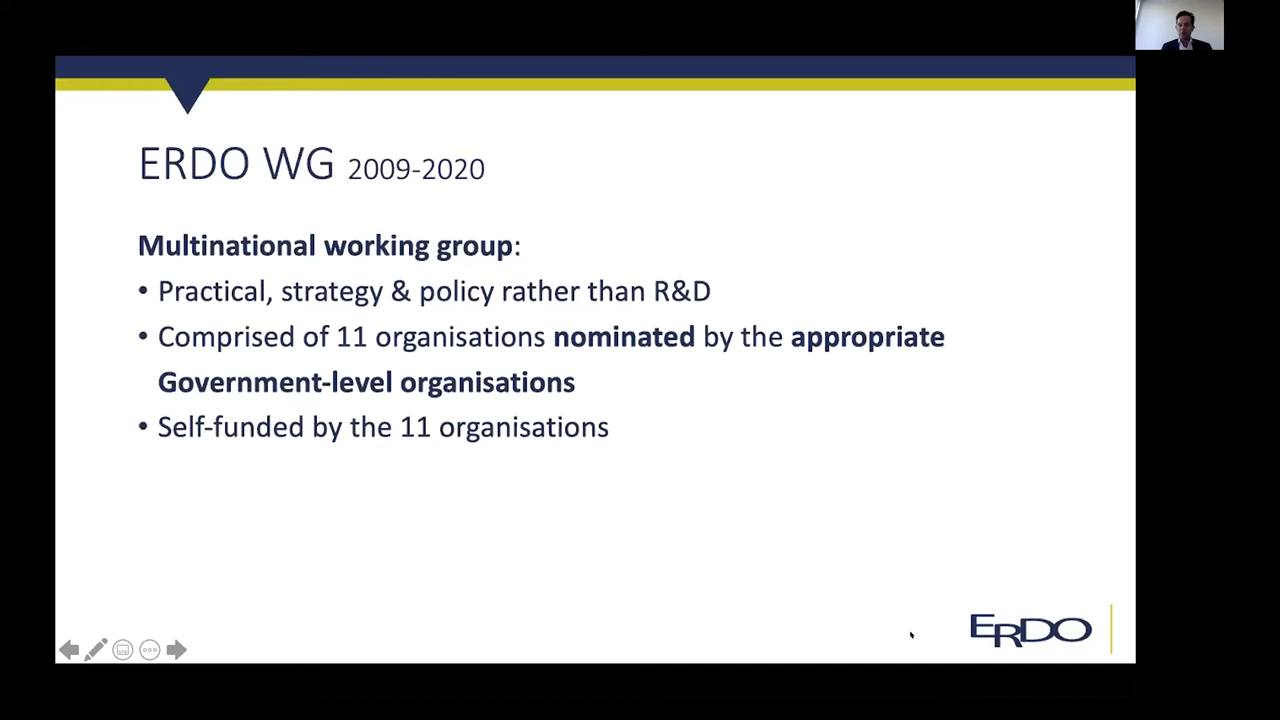 ERDO WG 2009-2020
Multinational working group:
• Practical, strategy & policy rather than R&D
• Comprised of 11 organisations nominated by the appropriate
Government-level organisations
• Self-funded by the 11 organisations
ERDO